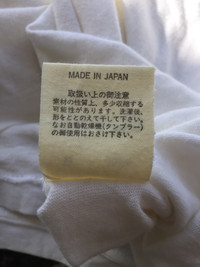 MADE IN JAPAN
取扱い上の御注意
素材の性質上、多少収縮する
可能性があります。洗濯後、
形をととのえて干して下さい。
なお自動乾燥機(タンブラー)
の御使用はおさけ下さい。